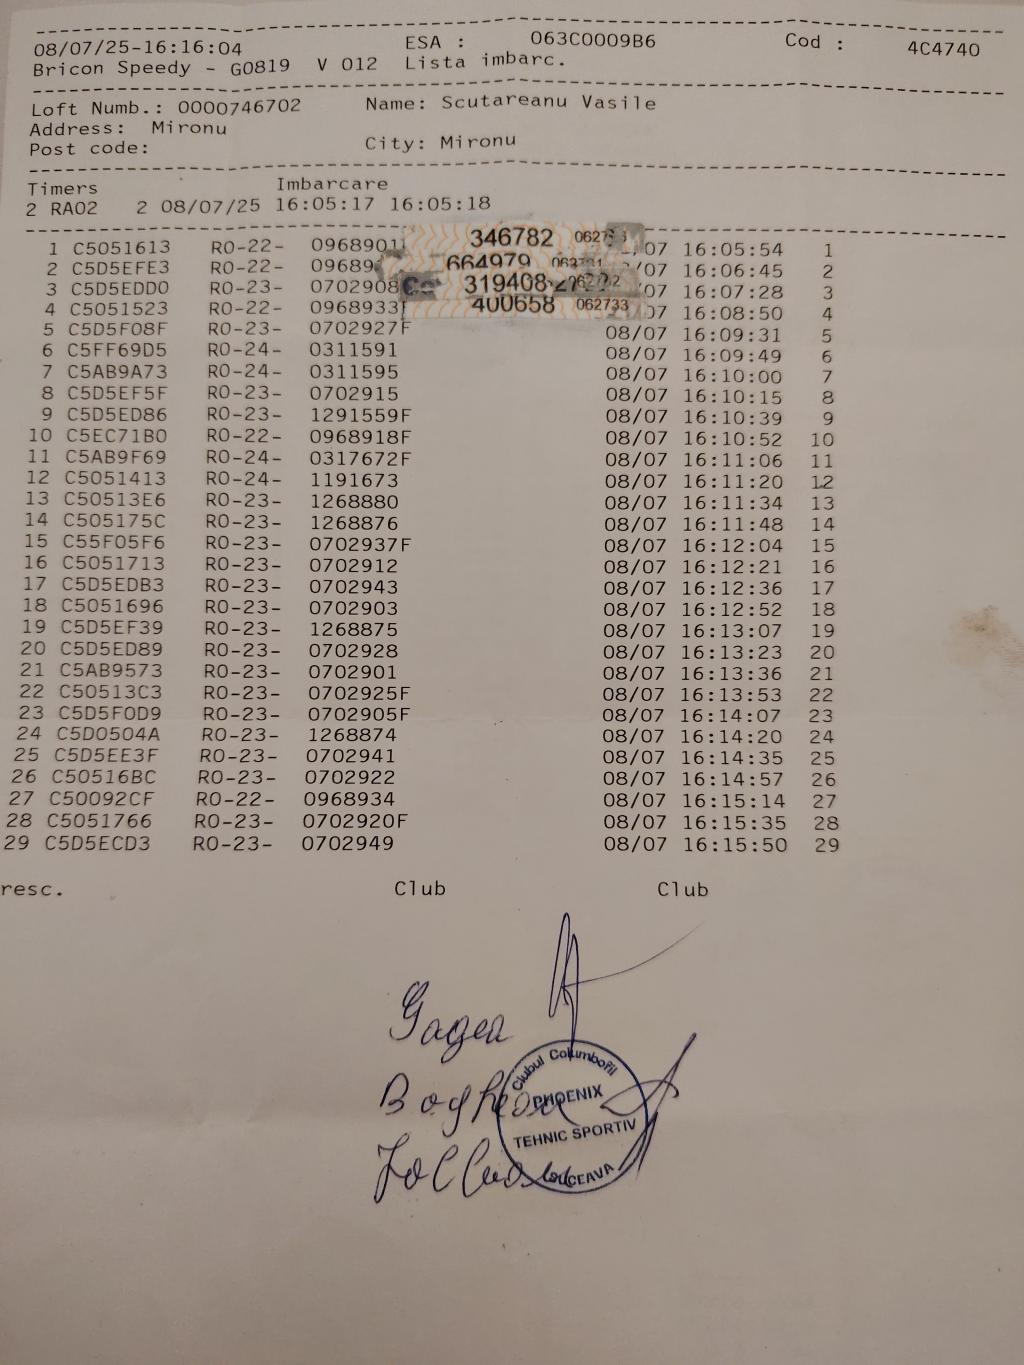 08/07/25-16:16:04 ESA : 063C0009B6 Cod : 4C4740
Bricon Speedy - G0819 V 012 Lista imbarc.
Loft Numb.: 0000746702 Name: Scutareanu Vasile
Address: Mironu
Post code: City: Mironu
Timers Imbarcare
2 RA02 2 08/07/25 16:05:17 16:05:18
1 C5051613 RO-22- 0968901 346782 /07 16:05:54 1
2 C5D5EFE3 RO-22- 0968 664979 /07 16:06:45 2
3 C5D5EDD0 RO-23- 0702908 319408 /07 16:07:28 3
4 C5051523 RO-22- 0968933 400658 062733 /07 16:08:50 4
5 C5D5F08F RO-23- 0702927F 08/07 16:09:31 5
6 C5FF69D5 RO-24- 0311591 08/07 16:09:49 6
7 C5AB9A73 RO-24- 0311595 08/07 16:10:00 7
8 C5D5EF5F RO-23- 0702915 08/07 16:10:15 8
9 C5D5ED86 RO-23- 1291559F 08/07 16:10:39 9
10 C5EC71B0 RO-22- 0968918F 08/07 16:10:52 10
11 C5AB9F69 RO-24- 0317672F 08/07 16:11:06 11
12 C5051413 RO-24- 1191673 08/07 16:11:20 12
13 C50513E6 RO-23- 1268880 08/07 16:11:34 13
14 C505175C RO-23- 1268876 08/07 16:11:48 14
15 C55F05F6 RO-23- 0702937F 08/07 16:12:04 15
16 C5051713 RO-23- 0702912 08/07 16:12:21 16
17 C5D5EDB3 RO-23- 0702943 08/07 16:12:36 17
18 C5051696 RO-23- 0702903 08/07 16:12:52 18
19 C5D5EF39 RO-23- 1268875 08/07 16:13:07 19
20 C5D5ED89 RO-23- 0702928 08/07 16:13:23 20
21 C5AB9573 RO-23- 0702901 08/07 16:13:36 21
22 C50513C3 RO-23- 0702925F 08/07 16:13:53 22
23 C5D5F0D9 RO-23- 0702905F 08/07 16:14:07 23
24 C5D0504A RO-23- 1268874 08/07 16:14:20 24
25 C5D5EE3F RO-23- 0702941 08/07 16:14:35 25
26 C50516BC RO-23- 0702922 08/07 16:14:57 26
27 C50092CF RO-22- 0968934 08/07 16:15:14 27
28 C5051766 RO-23- 0702920F 08/07 16:15:35 28
29 C5D5ECD3 RO-23- 0702949 08/07 16:15:50 29
resc. Club Club
Gagea
Clubul Columbofil
PHOENIX
TEHNIC SPORTIV